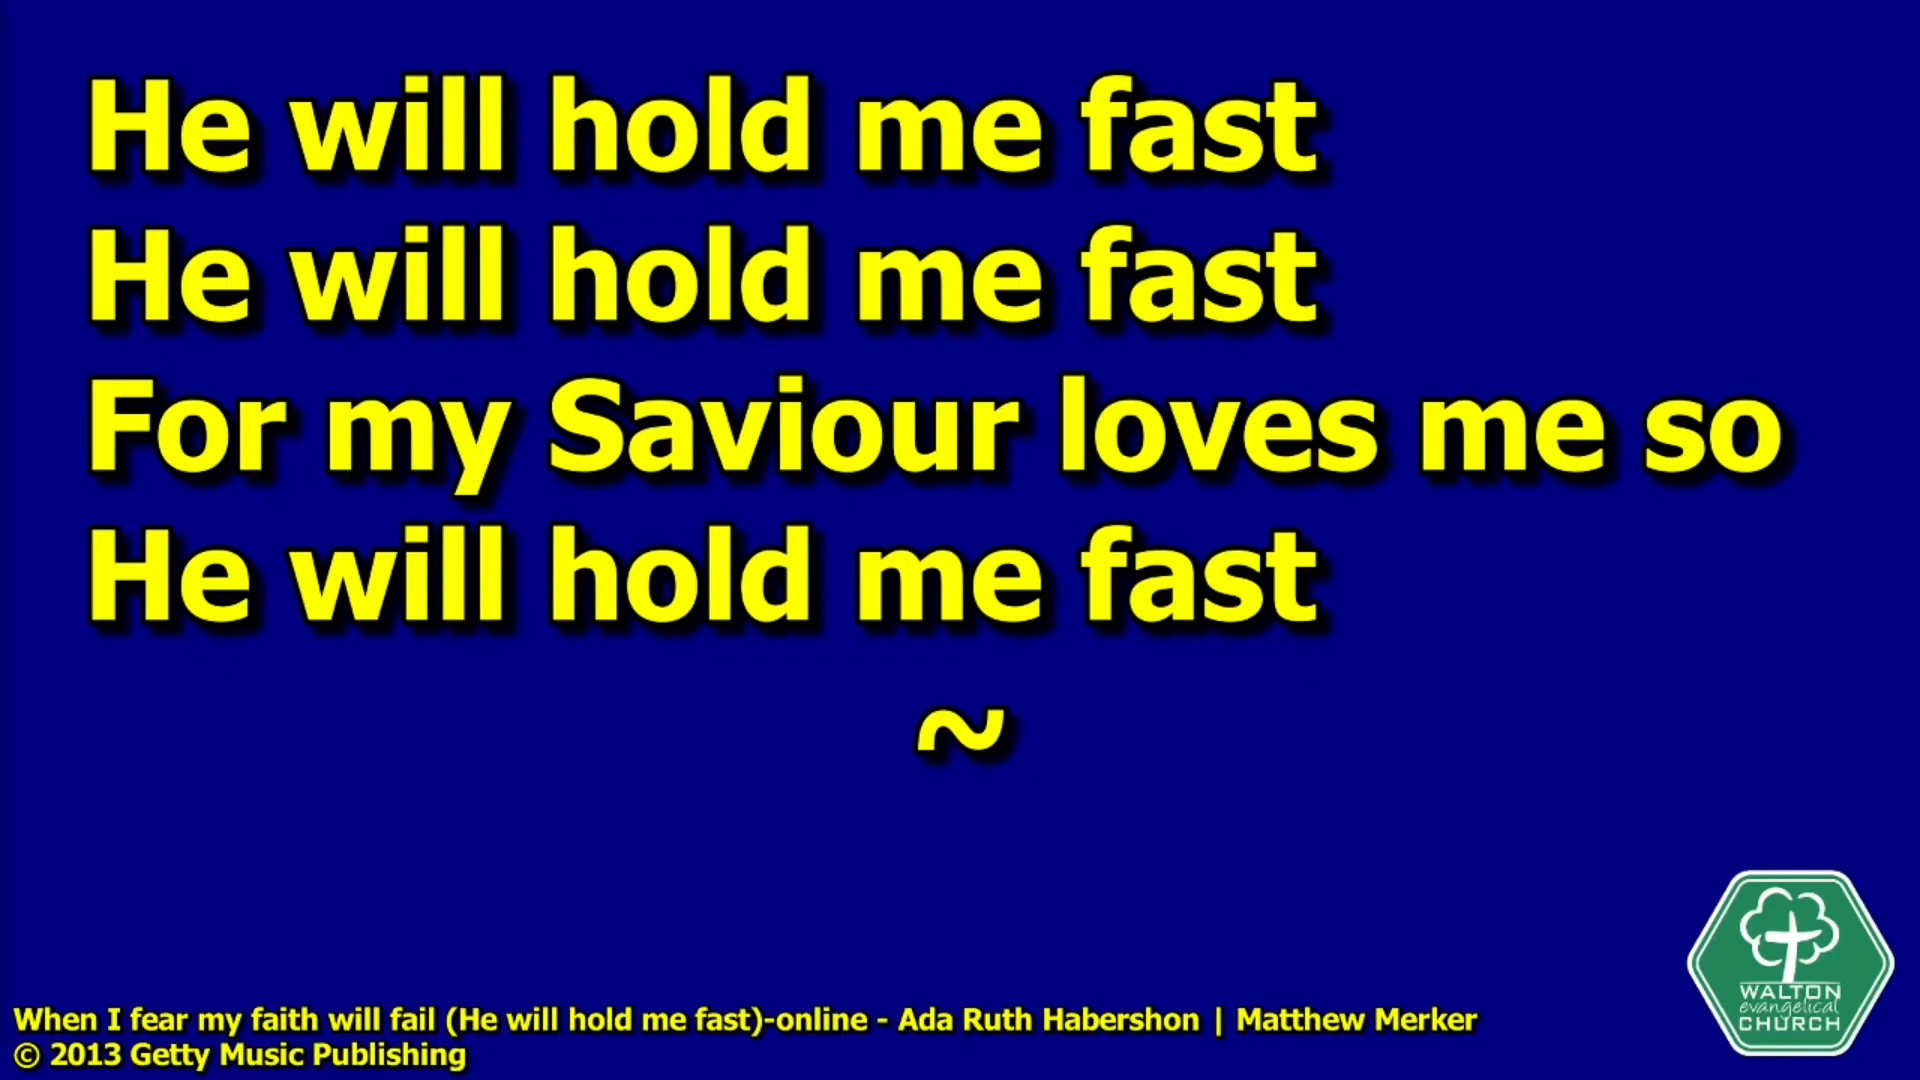 He will hold me fast
He will hold me fast
For my Saviour loves me so
He will hold me fast
~
When I fear my faith will fail (He will hold me fast)-online - Ada Ruth Habershon | Matthew Merker
© 2013 Getty Music Publishing
WALTON
evangelical
CHURCH